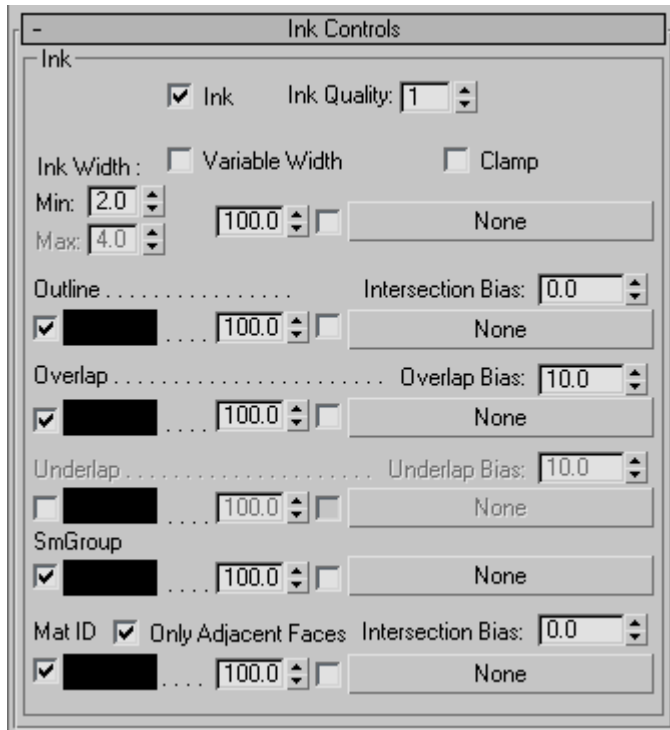 - Ink Controls
Ink
Ink Ink Quality: 1
Ink Width : Variable Width Clamp
Min: 2.0
100.0 None
Max: 4.0
Outline . . . . . . . . . . . . . . . . Intersection Bias: 0.0
. . . . 100.0 None
Overlap . . . . . . . . . . . . . . . . . . . . . . . Overlap Bias: 10.0
. . . . 100.0 None
Underlap . . . . . . . . . . . . . . . . . . . . . Underlap Bias: 10.0
. . . . 100.0 None
SmGroup
. . . . 100.0 None
Mat ID Only Adjacent Faces Intersection Bias: 0.0
. . . . 100.0 None